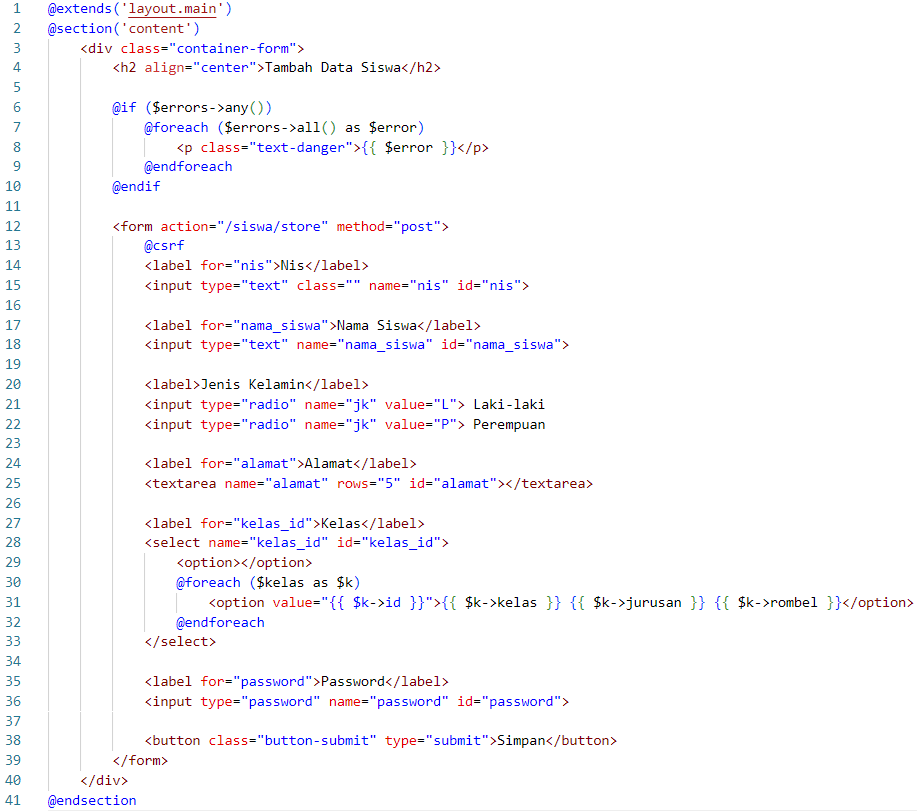 1 @extends('layout.main')
2 @section('content')
3     <div class="container-form">
4         <h2 align="center">Tambah Data Siswa</h2>
5
6         @if ($errors->any())
7             @foreach ($errors->all() as $error)
8                 <p class="text-danger">{{ $error }}</p>
9             @endforeach
10         @endif
11
12         <form action="/siswa/store" method="post">
13             @csrf
14             <label for="nis">Nis</label>
15             <input type="text" class="" name="nis" id="nis">
16
17             <label for="nama_siswa">Nama Siswa</label>
18             <input type="text" name="nama_siswa" id="nama_siswa">
19
20             <label>Jenis Kelamin</label>
21             <input type="radio" name="jk" value="L"> Laki-laki
22             <input type="radio" name="jk" value="P"> Perempuan
23
24             <label for="alamat">Alamat</label>
25             <textarea name="alamat" rows="5" id="alamat"></textarea>
26
27             <label for="kelas_id">Kelas</label>
28             <select name="kelas_id" id="kelas_id">
29                 <option></option>
30                 @foreach ($kelas as $k)
31                     <option value="{{ $k->id }}">{{ $k->kelas }} {{ $k->jurusan }} {{ $k->rombel }}</option>
32                 @endforeach
33             </select>
34
35             <label for="password">Password</label>
36             <input type="password" name="password" id="password">
37
38             <button class="button-submit" type="submit">Simpan</button>
39         </form>
40     </div>
41 @endsection